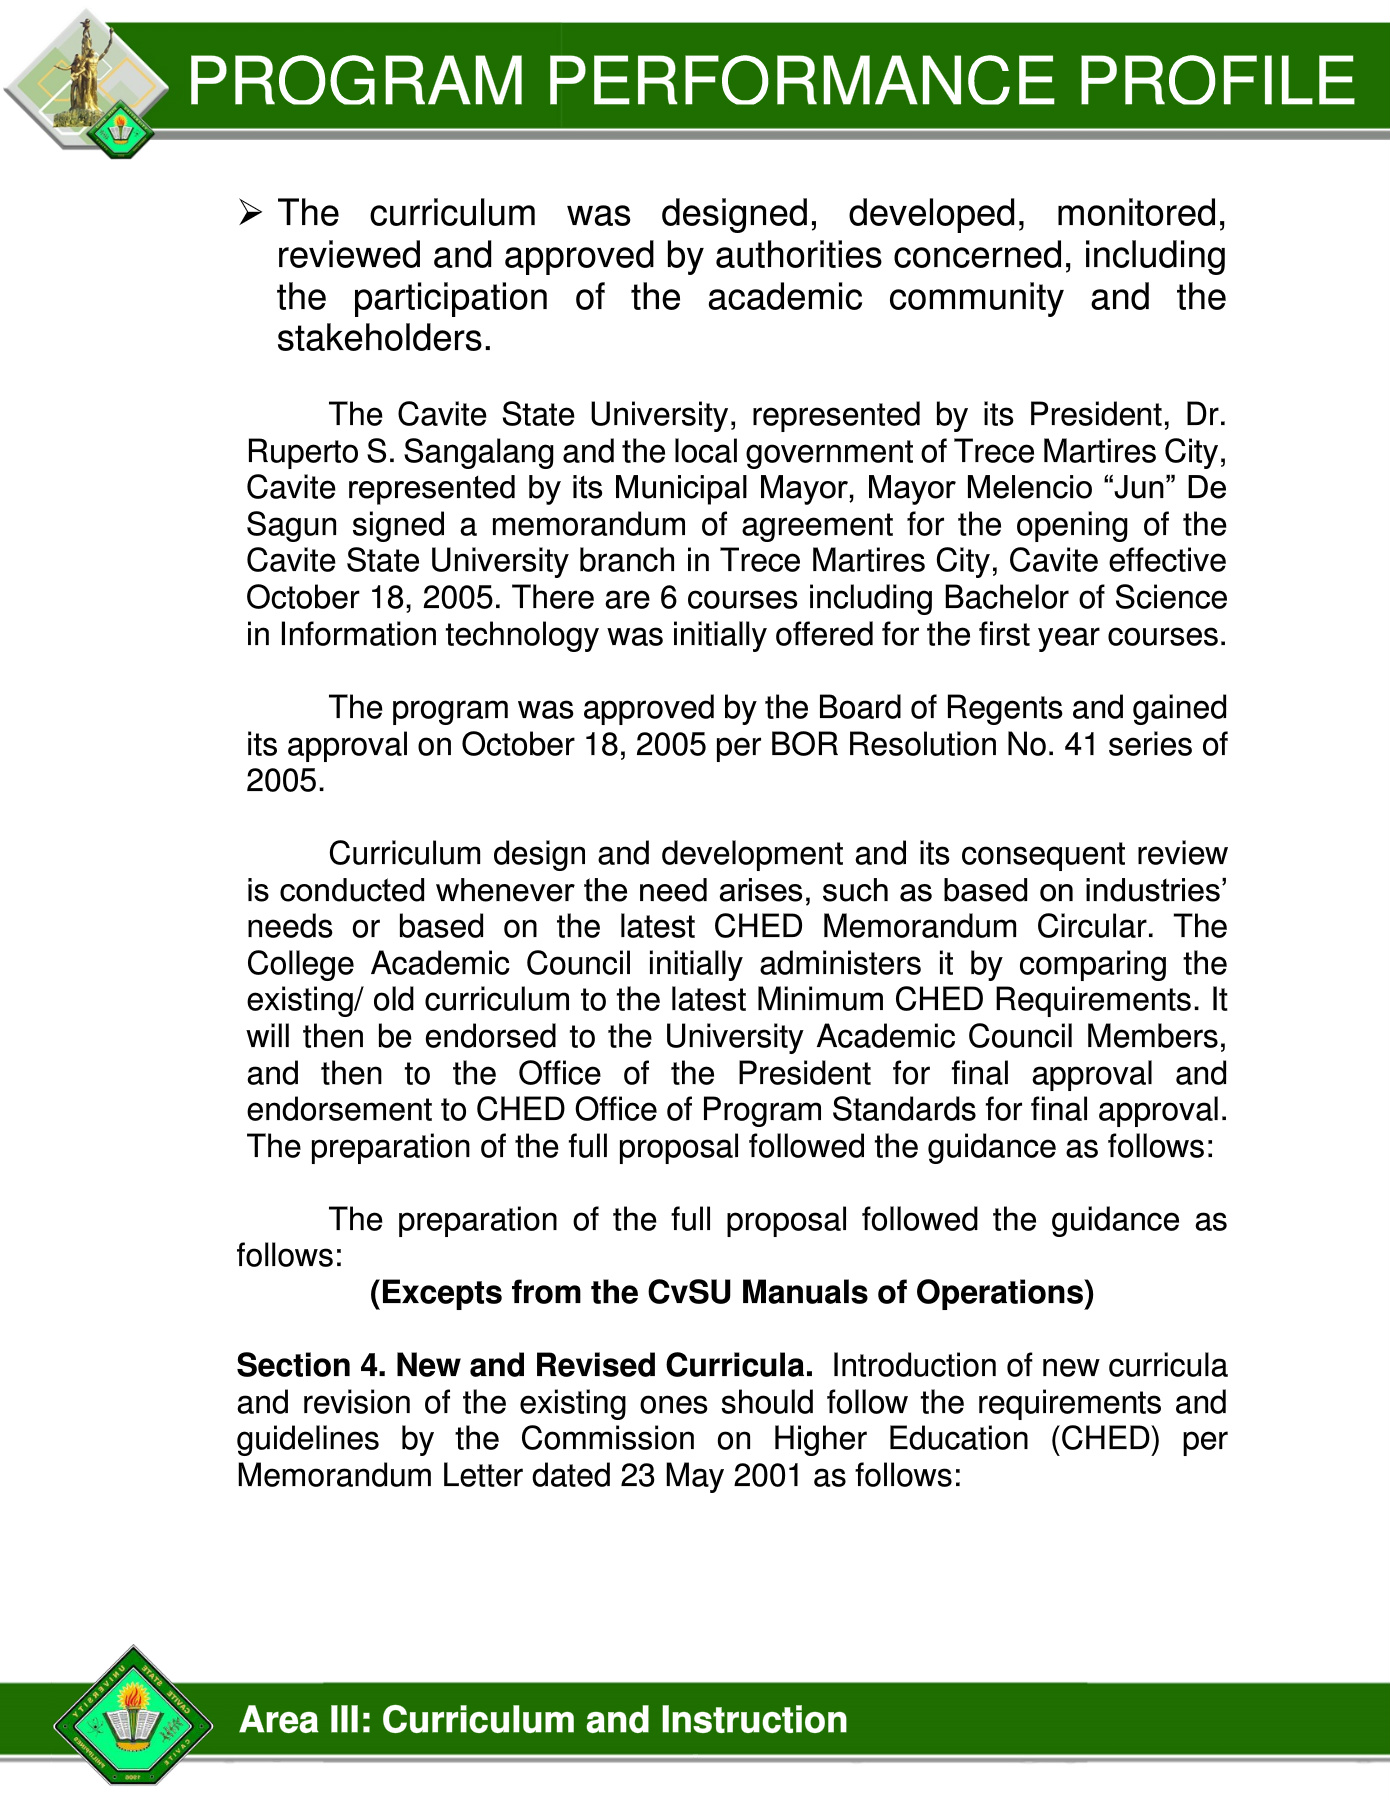 PROGRAM PERFORMANCE PROFILE
➢ The curriculum was designed, developed, monitored,
reviewed and approved by authorities concerned, including
the participation of the academic community and the
stakeholders.
The Cavite State University, represented by its President, Dr.
Ruperto S. Sangalang and the local government of Trece Martires City,
Cavite represented by its Municipal Mayor, Mayor Melencio “Jun” De
Sagun signed a memorandum of agreement for the opening of the
Cavite State University branch in Trece Martires City, Cavite effective
October 18, 2005. There are 6 courses including Bachelor of Science
in Information technology was initially offered for the first year courses.
The program was approved by the Board of Regents and gained
its approval on October 18, 2005 per BOR Resolution No. 41 series of
2005.
Curriculum design and development and its consequent review
is conducted whenever the need arises, such as based on industries’
needs or based on the latest CHED Memorandum Circular. The
College Academic Council initially administers it by comparing the
existing/ old curriculum to the latest Minimum CHED Requirements. It
will then be endorsed to the University Academic Council Members,
and then to the Office of the President for final approval and
endorsement to CHED Office of Program Standards for final approval.
The preparation of the full proposal followed the guidance as follows:
The preparation of the full proposal followed the guidance as
follows:
(Excepts from the CvSU Manuals of Operations)
Section 4. New and Revised Curricula. Introduction of new curricula
and revision of the existing ones should follow the requirements and
guidelines by the Commission on Higher Education (CHED) per
Memorandum Letter dated 23 May 2001 as follows:
CAVITE STATE UNIVERSITY
CAVITE
PHILIPPINES
1906
Area III: Curriculum and Instruction